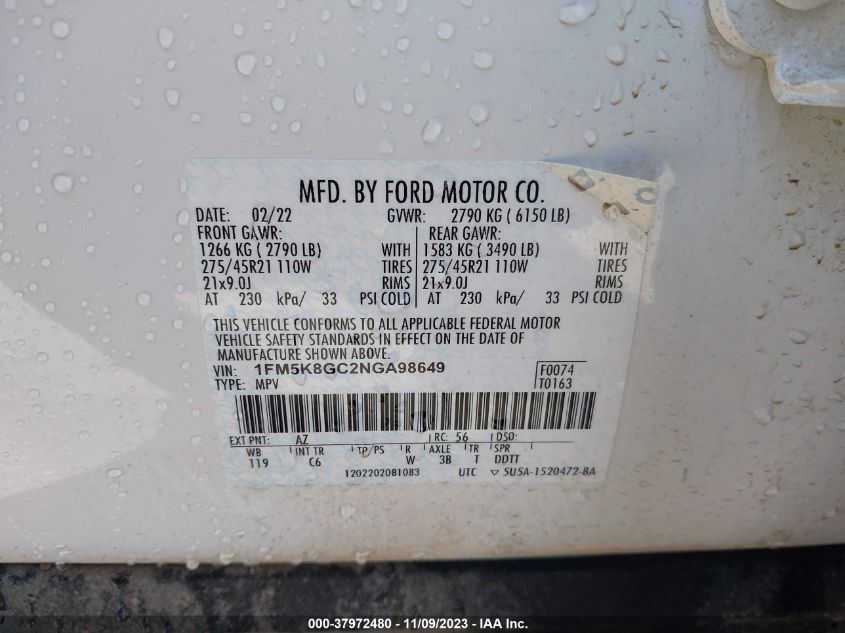 MFD. BY FORD MOTOR CO.
DATE: 02/22 GVWR: 2790 KG ( 6150 LB)
FRONT GAWR: REAR GAWR:
1266 KG ( 2790 LB) WITH 1583 KG ( 3490 LB) WITH
275/45R21 110W TIRES 275/45R21 110W TIRES
21x9.0J RIMS 21x9.0J RIMS
AT 230 kPa/ 33 PSI COLD AT 230 kPa/ 33 PSI COLD
THIS VEHICLE CONFORMS TO ALL APPLICABLE FEDERAL MOTOR
VEHICLE SAFETY STANDARDS IN EFFECT ON THE DATE OF
MANUFACTURE SHOWN ABOVE.
VIN: 1FM5K8GC2NGA98649 F0074
TYPE: MPV T0163
EXT PNT: AZ RC: 56 DSO:
WB INT TR TP/PS R AXLE TR SPR
119 C6 W 3B T DDTT
1202202081083 UTC ▽ 5U5A-1520472-BA
000-37972480 - 11/09/2023 - IAA Inc.